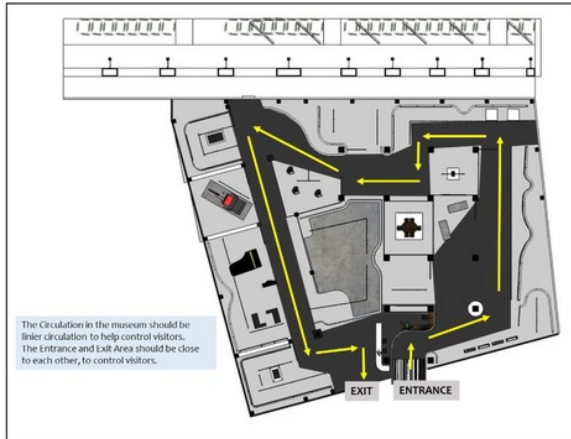 The Circulation in the museum should be
linier circulation to help control visitors.
The Entrance and Exit Area should be close
to each other, to control visitors.
EXIT
ENTRANCE